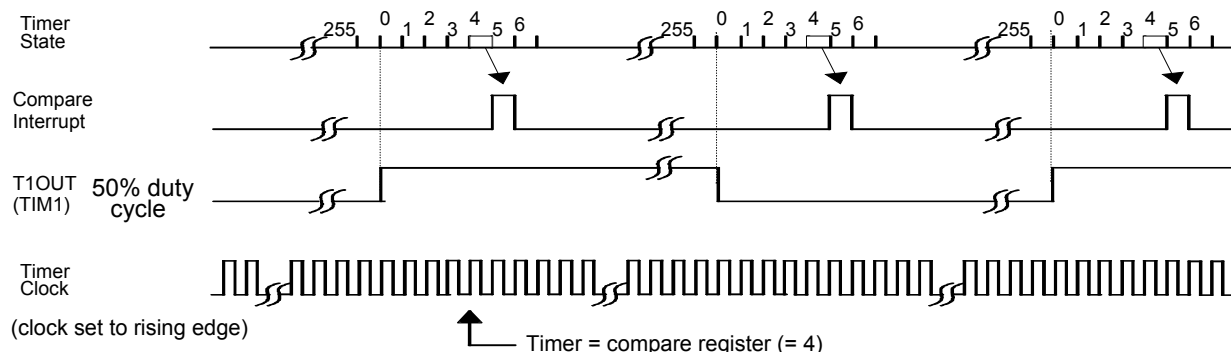 Timer
State
255 0 1 2 3 4 5 6
255 0 1 2 3 4 5 6
255 0 1 2 3 4 5 6
Compare
Interrupt
T1OUT
(TIM1)
50% duty
cycle
Timer
Clock
(clock set to rising edge)
Timer = compare register (= 4)